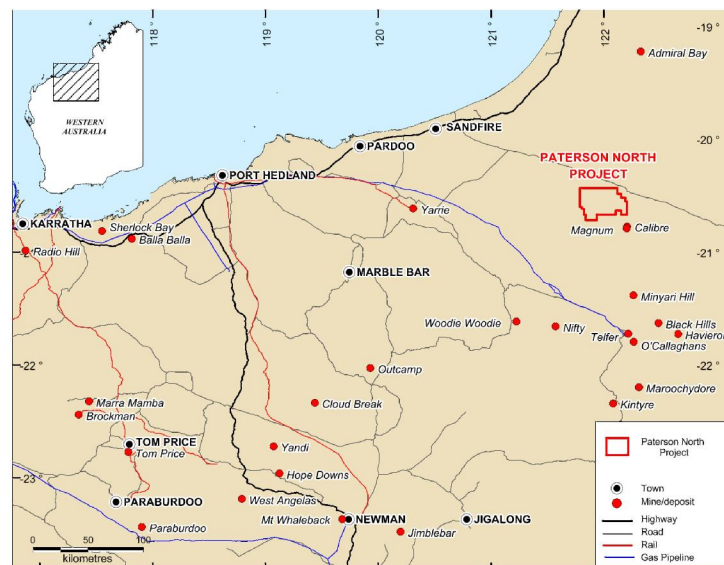 118°
119°
120°
121°
122°
-19°
WESTERN
AUSTRALIA
Admiral Bay
SANDFIRE
-20°
PARDOO
PATERSON NORTH
PROJECT
PORT HEDLAND
Yarrie
KARRATHA
Sherlock Bay
Balla Balla
Magnum
Calibre
-21°
Radio Hill
MARBLE BAR
Minyari Hill
Woodie Woodie
Nifty
Black Hills
Telfer
Havieron
O'Callaghans
-22°
Outcamp
Maroochydore
Kintyre
Marra Mamba
Brockman
Cloud Break
TOM PRICE
Tom Price
Yandi
Hope Downs
-23°
PARABURDOO
West Angelas
Mt Whaleback
NEWMAN
JIGALONG
Paraburdoo
Jimblebar
0
50
100
kilometres
Paterson North
Project
Town
Mine/deposit
Highway
Road
Rail
Gas Pipeline